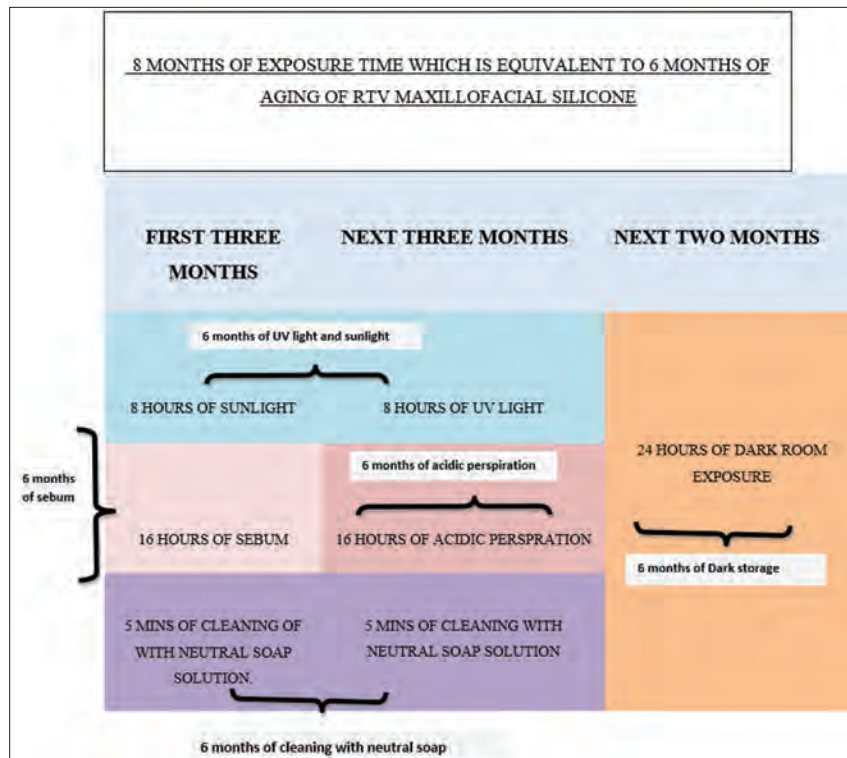 8 MONTHS OF EXPOSURE TIME WHICH IS EQUIVALENT TO 6 MONTHS OF
AGING OF RTV MAXILLOFACIAL SILICONE
FIRST THREE
MONTHS
NEXT THREE MONTHS
NEXT TWO MONTHS
6 months of UV light and sunlight
8 HOURS OF SUNLIGHT
8 HOURS OF UV LIGHT
24 HOURS OF DARK ROOM
EXPOSURE
6 months
of sebum
6 months of acidic perspiration
16 HOURS OF SEBUM
16 HOURS OF ACIDIC PERSPRATION
6 months of Dark storage
5 MINS OF CLEANING OF
WITH NEUTRAL SOAP
SOLUTION.
5 MINS OF CLEANING WITH
NEUTRAL SOAP SOLUTION
6 months of cleaning with neutral soap